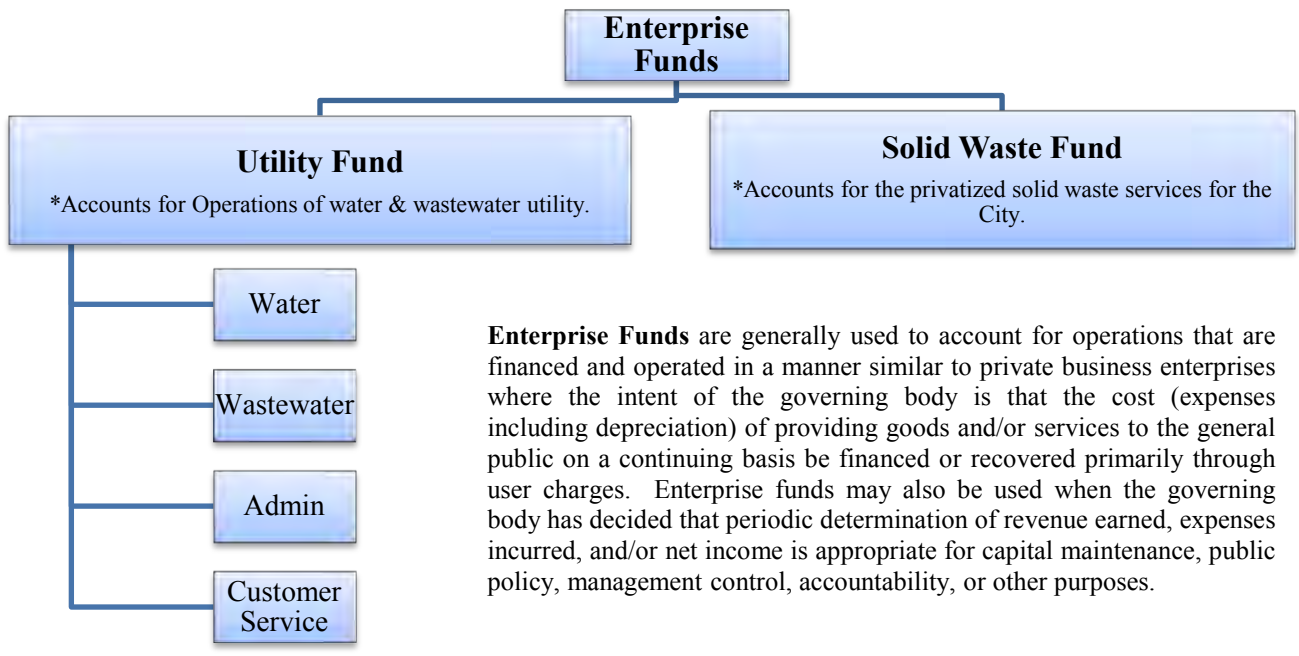 Enterprise
Funds
Utility Fund
*Accounts for Operations of water & wastewater utility.
Solid Waste Fund
*Accounts for the privatized solid waste services for the
City.
Water
Wastewater
Admin
Customer
Service
Enterprise Funds are generally used to account for operations that are
financed and operated in a manner similar to private business enterprises
where the intent of the governing body is that the cost (expenses
including depreciation) of providing goods and/or services to the general
public on a continuing basis be financed or recovered primarily through
user charges. Enterprise funds may also be used when the governing
body has decided that periodic determination of revenue earned, expenses
incurred, and/or net income is appropriate for capital maintenance, public
policy, management control, accountability, or other purposes.